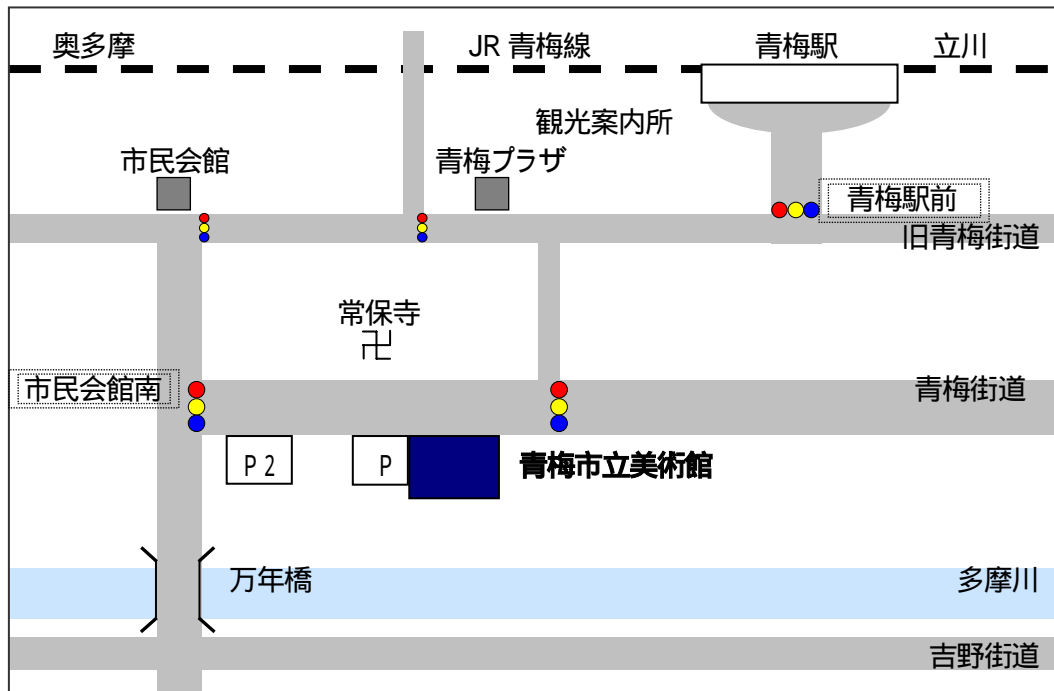 奥多摩
JR 青梅線
青梅駅
立川
観光案内所
市民会館
青梅プラザ
青梅駅前
旧青梅街道
常保寺
卍
市民会館南
青梅街道
P 2
P
青梅市立美術館
万年橋
多摩川
吉野街道